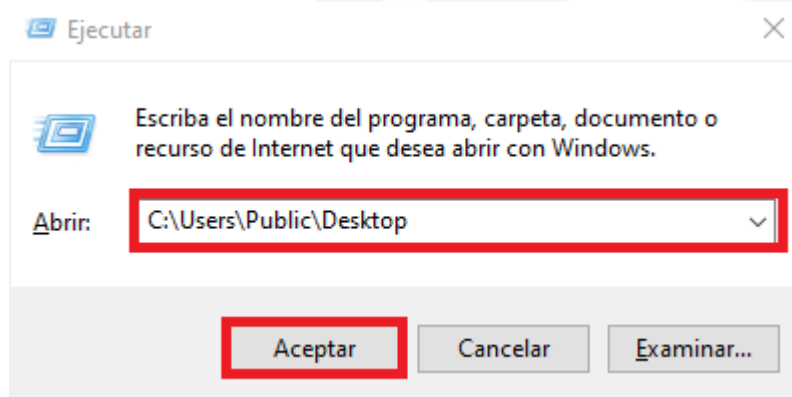 Ejecutar
Escriba el nombre del programa, carpeta, documento o
recurso de Internet que desea abrir con Windows.
Abrir: C:\Users\Public\Desktop
Aceptar Cancelar Examinar...